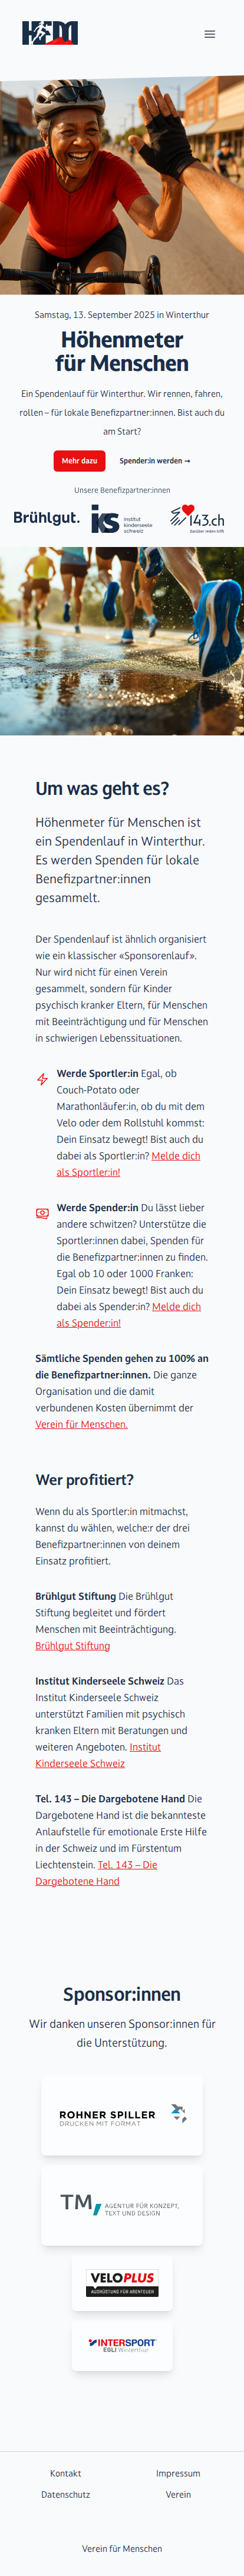 HFM
Samstag, 13. September 2025 in Winterthur
Höhenmeter
für Menschen
Ein Spendenlauf für Winterthur. Wir rennen, fahren,
rollen – für lokale Benefizpartner:innen. Bist auch du
am Start?
Mehr dazu
Spender:in werden →
Unsere Benefizpartner:innen
Brühlgut.
iks
institut
kinderseele
schweiz
143.ch
Darüber reden hilft
Um was geht es?
Höhenmeter für Menschen ist
ein Spendenlauf in Winterthur.
Es werden Spenden für lokale
Benefizpartner:innen
gesammelt.
Der Spendenlauf ist ähnlich organisiert
wie ein klassischer «Sponsorenlauf».
Nur wird nicht für einen Verein
gesammelt, sondern für Kinder
psychisch kranker Eltern, für Menschen
mit Beeinträchtigung und für Menschen
in schwierigen Lebenssituationen.
Werde Sportler:in Egal, ob
Couch-Potato oder
Marathonläufer:in, ob du mit dem
Velo oder dem Rollstuhl kommst:
Dein Einsatz bewegt! Bist auch du
dabei als Sportler:in? Melde dich
als Sportler:in!
Werde Spender:in Du lässt lieber
andere schwitzen? Unterstütze die
Sportler:innen dabei, Spenden für
die Benefizpartner:innen zu finden.
Egal ob 10 oder 1000 Franken:
Dein Einsatz bewegt! Bist auch du
dabei als Spender:in? Melde dich
als Spender:in!
Sämtliche Spenden gehen zu 100% an
die Benefizpartner:innen. Die ganze
Organisation und die damit
verbundenen Kosten übernimmt der
Verein für Menschen.
Wer profitiert?
Wenn du als Sportler:in mitmachst,
kannst du wählen, welche:r der drei
Benefizpartner:innen von deinem
Einsatz profitiert.
Brühlgut Stiftung Die Brühlgut
Stiftung begleitet und fördert
Menschen mit Beeinträchtigung.
Brühlgut Stiftung
Institut Kinderseele Schweiz Das
Institut Kinderseele Schweiz
unterstützt Familien mit psychisch
kranken Eltern mit Beratungen und
weiteren Angeboten. Institut
Kinderseele Schweiz
Tel. 143 – Die Dargebotene Hand Die
Dargebotene Hand ist die bekannteste
Anlaufstelle für emotionale Erste Hilfe
in der Schweiz und im Fürstentum
Liechtenstein. Tel. 143 – Die
Dargebotene Hand
Sponsor:innen
Wir danken unseren Sponsor:innen für
die Unterstützung.
ROHNER SPILLER
DRUCKEN MIT FORMAT
TM
AGENTUR FÜR KONZEPT,
TEXT UND DESIGN
VELOPLUS
AUSRÜSTUNG FÜR ABENTEUER
INTERSPORT
EGLI Winterthur
Kontakt
Impressum
Datenschutz
Verein
Verein für Menschen